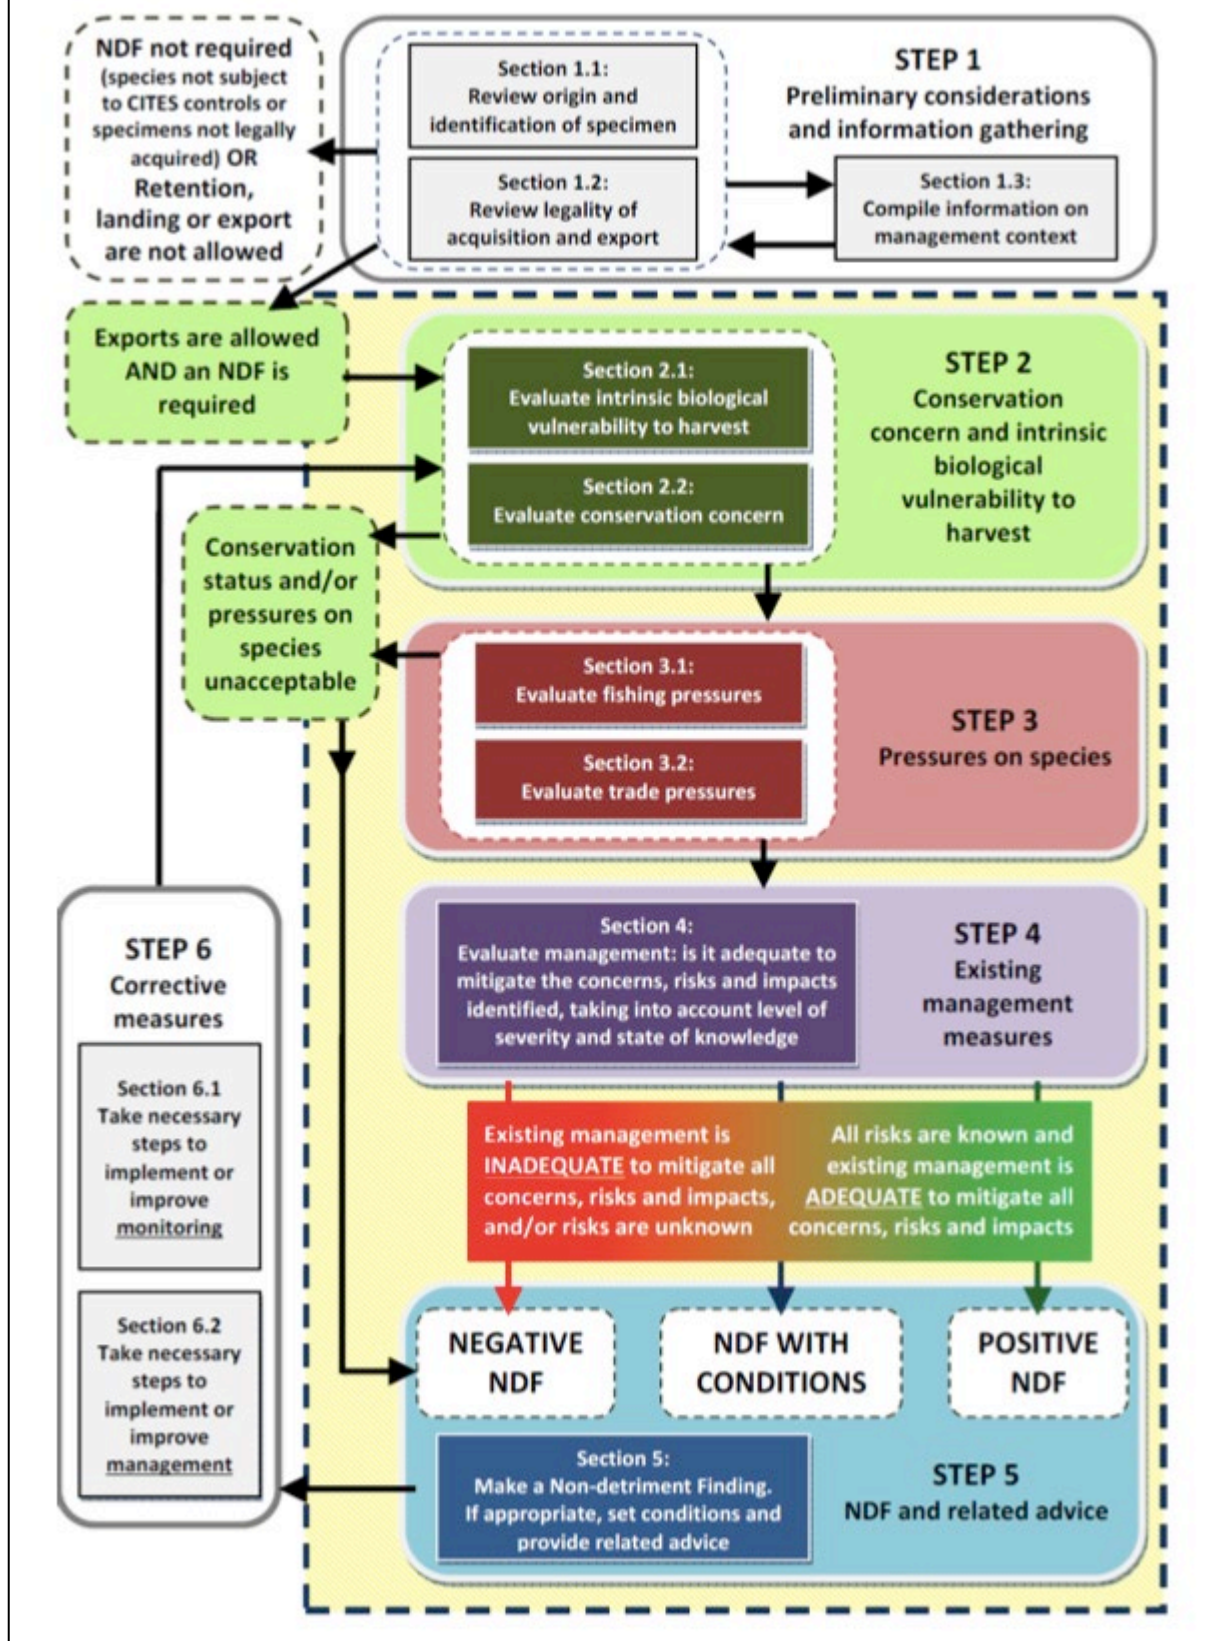 NDF not required
(species not subject
to CITES controls or
specimens not legally
acquired) OR
Retention,
landing or export
are not allowed
Section 1.1:
Review origin and
identification of specimen
Section 1.2:
Review legality of
acquisition and export
STEP 1
Preliminary considerations
and information gathering
Section 1.3:
Compile information on
management context
Exports are allowed
AND an NDF is
required
Section 2.1:
Evaluate intrinsic biological
vulnerability to harvest
Section 2.2:
Evaluate conservation concern
STEP 2
Conservation
concern and intrinsic
biological
vulnerability to
harvest
Conservation
status and/or
pressures on
species
unacceptable
Section 3.1:
Evaluate fishing pressures
Section 3.2:
Evaluate trade pressures
STEP 3
Pressures on species
Section 4:
Evaluate management: is it adequate to
mitigate the concerns, risks and impacts
identified, taking into account level of
severity and state of knowledge
STEP 4
Existing
management
measures
Existing management is
INADEQUATE to mitigate all
concerns, risks and impacts,
and/or risks are unknown
All risks are known and
existing management is
ADEQUATE to mitigate all
concerns, risks and impacts
NEGATIVE
NDF
NDF WITH
CONDITIONS
POSITIVE
NDF
Section 5:
Make a Non-detriment Finding.
If appropriate, set conditions and
provide related advice
STEP 5
NDF and related advice
STEP 6
Corrective
measures
Section 6.1
Take necessary
steps to
implement or
improve
monitoring
Section 6.2
Take necessary
steps to
implement or
improve
management